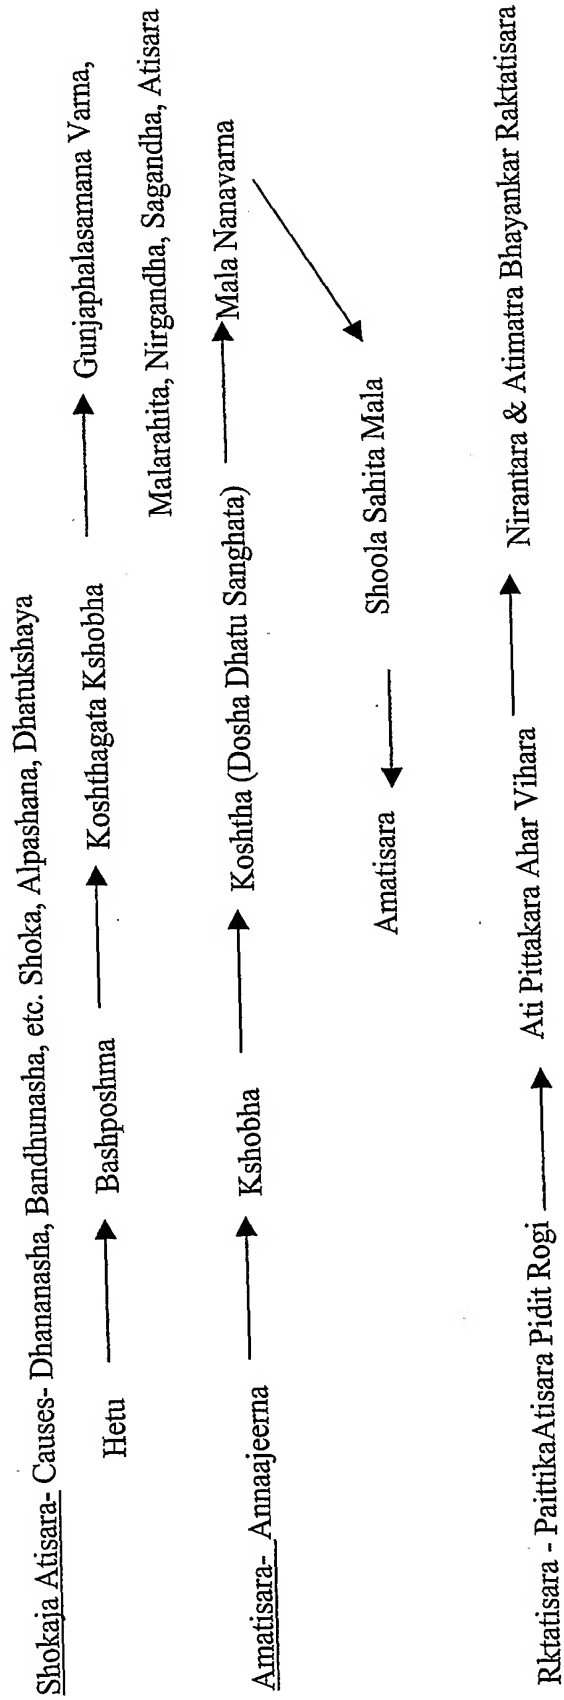 Shokaja Atisara- Causes- Dhananasha, Bandhunasha, etc. Shoka, Alpashana, Dhatukshaya
Hetu → Bashposhma → Koshthagata Kshobha → Gunjaphalasamana Varna,
Malarahita, Nirgandha, Sagandha, Atisara
Amatisara- Annaajeerna → Kshobha → Koshtha (Dosha Dhatu Sanghata) → Mala Nanavarna
Amatisara ← Shoola Sahita Mala
Rktatisara - PaittikaAtisara Pidit Rogi → Ati Pittakara Ahar Vihara → Nirantara & Atimatra Bhayankar Raktatisara